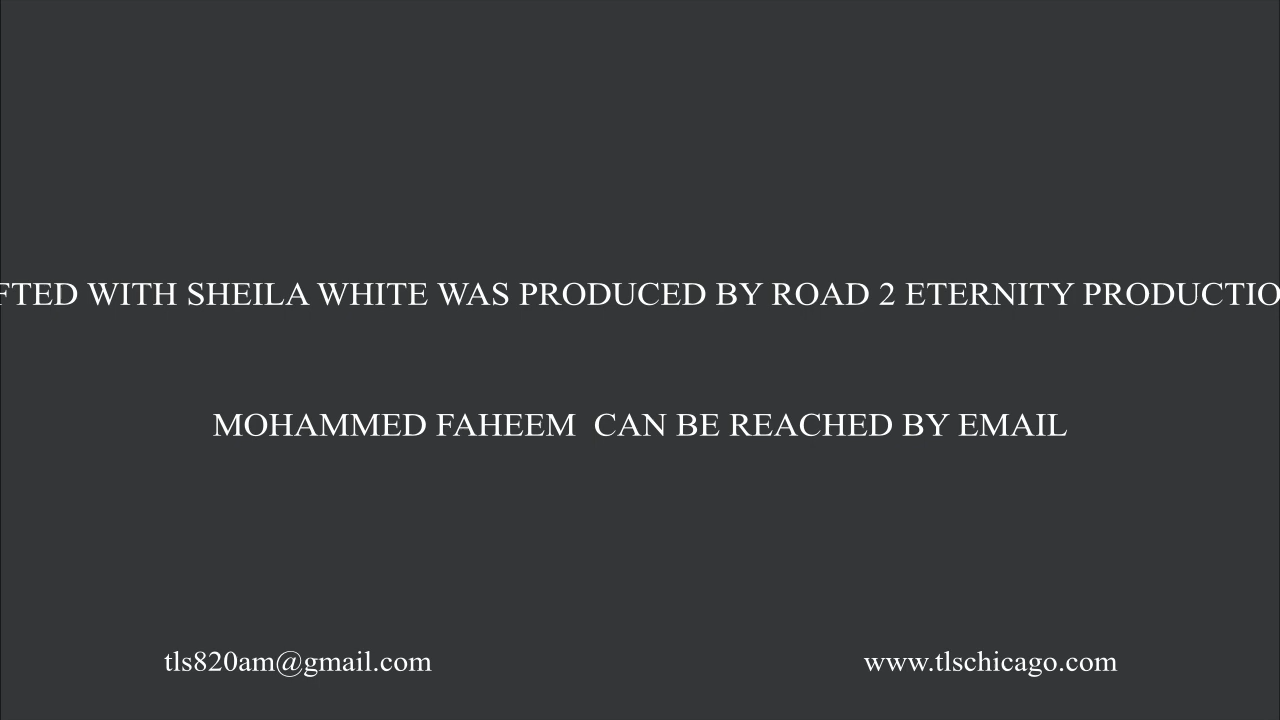 FTED WITH SHEILA WHITE WAS PRODUCED BY ROAD 2 ETERNITY PRODUCTIO
MOHAMMED FAHEEM  CAN BE REACHED BY EMAIL
tls820am@gmail.com
www.tlschicago.com